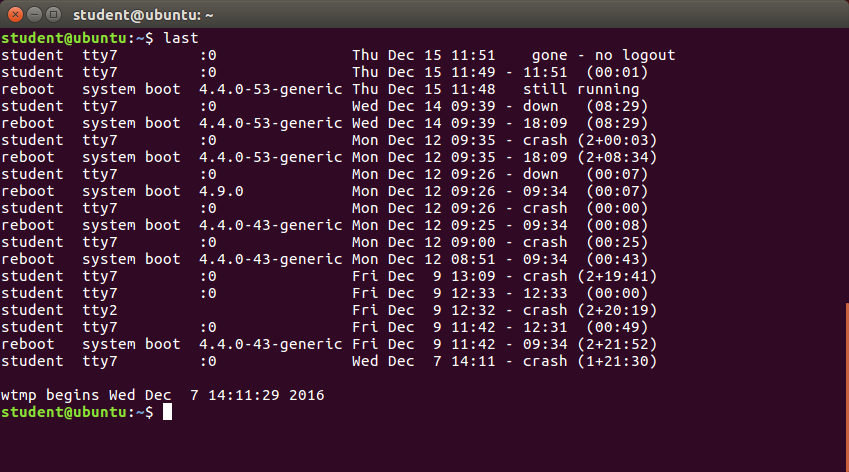 student@ubuntu: ~
student@ubuntu:~$ last
student  tty7         :0               Thu Dec 15 11:51    gone - no logout
student  tty7         :0               Thu Dec 15 11:49 - 11:51  (00:01)
reboot   system boot  4.4.0-53-generic Thu Dec 15 11:48   still running
student  tty7         :0               Wed Dec 14 09:39 - down   (08:29)
reboot   system boot  4.4.0-53-generic Wed Dec 14 09:39 - 18:09  (08:29)
student  tty7         :0               Mon Dec 12 09:35 - crash (2+00:03)
reboot   system boot  4.4.0-53-generic Mon Dec 12 09:35 - 18:09 (2+08:34)
student  tty7         :0               Mon Dec 12 09:26 - down   (00:07)
reboot   system boot  4.9.0            Mon Dec 12 09:26 - 09:34  (00:07)
student  tty7         :0               Mon Dec 12 09:26 - crash  (00:00)
reboot   system boot  4.4.0-43-generic Mon Dec 12 09:25 - 09:34  (00:08)
student  tty7         :0               Mon Dec 12 09:00 - crash  (00:25)
reboot   system boot  4.4.0-43-generic Mon Dec 12 08:51 - 09:34  (00:43)
student  tty7         :0               Fri Dec  9 13:09 - crash (2+19:41)
student  tty7         :0               Fri Dec  9 12:33 - 12:33  (00:00)
student  tty2                          Fri Dec  9 12:32 - crash (2+20:19)
student  tty7         :0               Fri Dec  9 11:42 - 12:31  (00:49)
reboot   system boot  4.4.0-43-generic Fri Dec  9 11:42 - 09:34 (2+21:52)
student  tty7         :0               Wed Dec  7 14:11 - crash (1+21:30)
wtmp begins Wed Dec  7 14:11:29 2016
student@ubuntu:~$